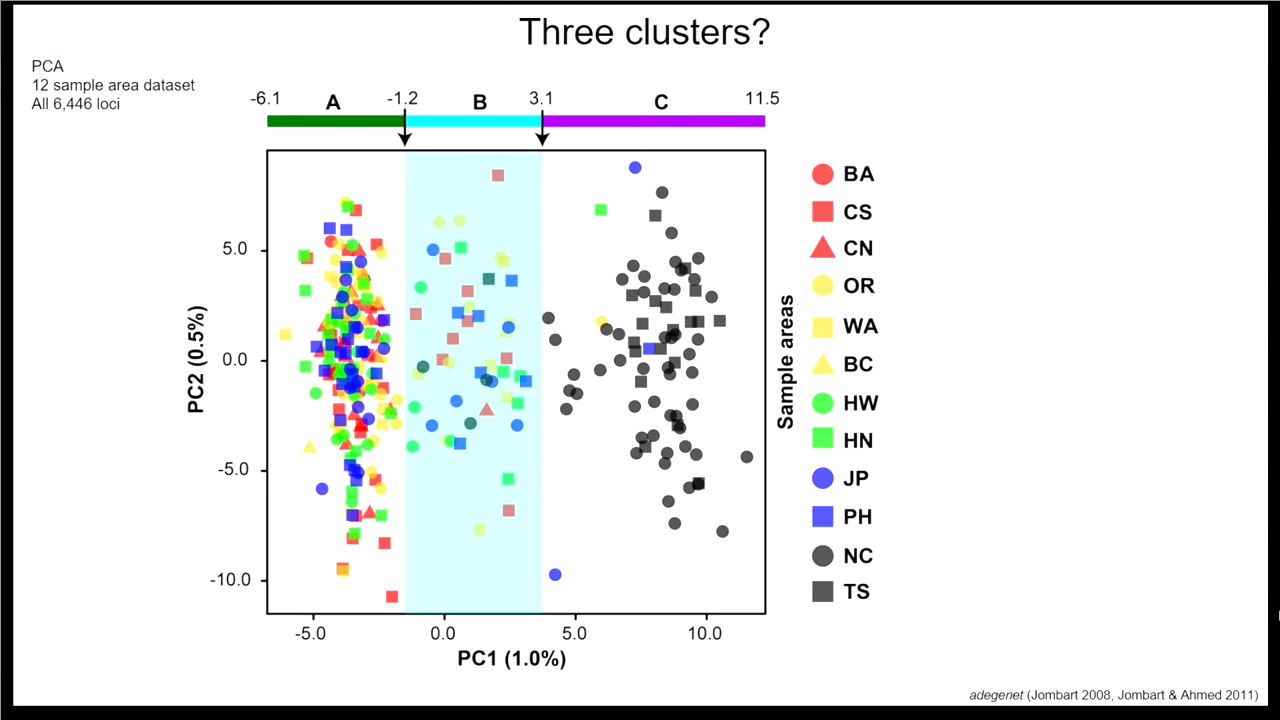 Three clusters?
PCA
12 sample area dataset
All 6,446 loci
-6.1 A -1.2 B 3.1 C 11.5
5.0
0.0
-5.0
-10.0
PC2 (0.5%)
-5.0 0.0 5.0 10.0
PC1 (1.0%)
Sample areas
BA
CS
CN
OR
WA
BC
HW
HN
JP
PH
NC
TS
adegenet (Jombart 2008, Jombart & Ahmed 2011)